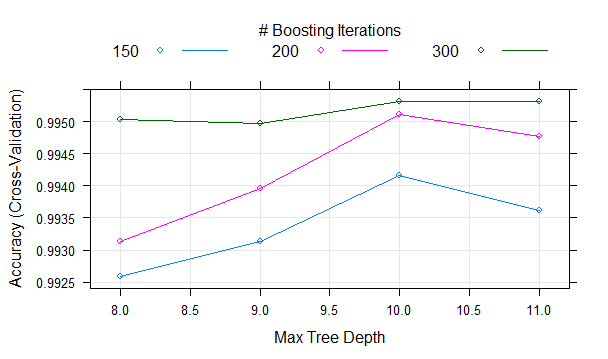 # Boosting Iterations
150 200 300
Accuracy (Cross-Validation)
0.9950
0.9945
0.9940
0.9935
0.9930
0.9925
8.0 8.5 9.0 9.5 10.0 10.5 11.0
Max Tree Depth